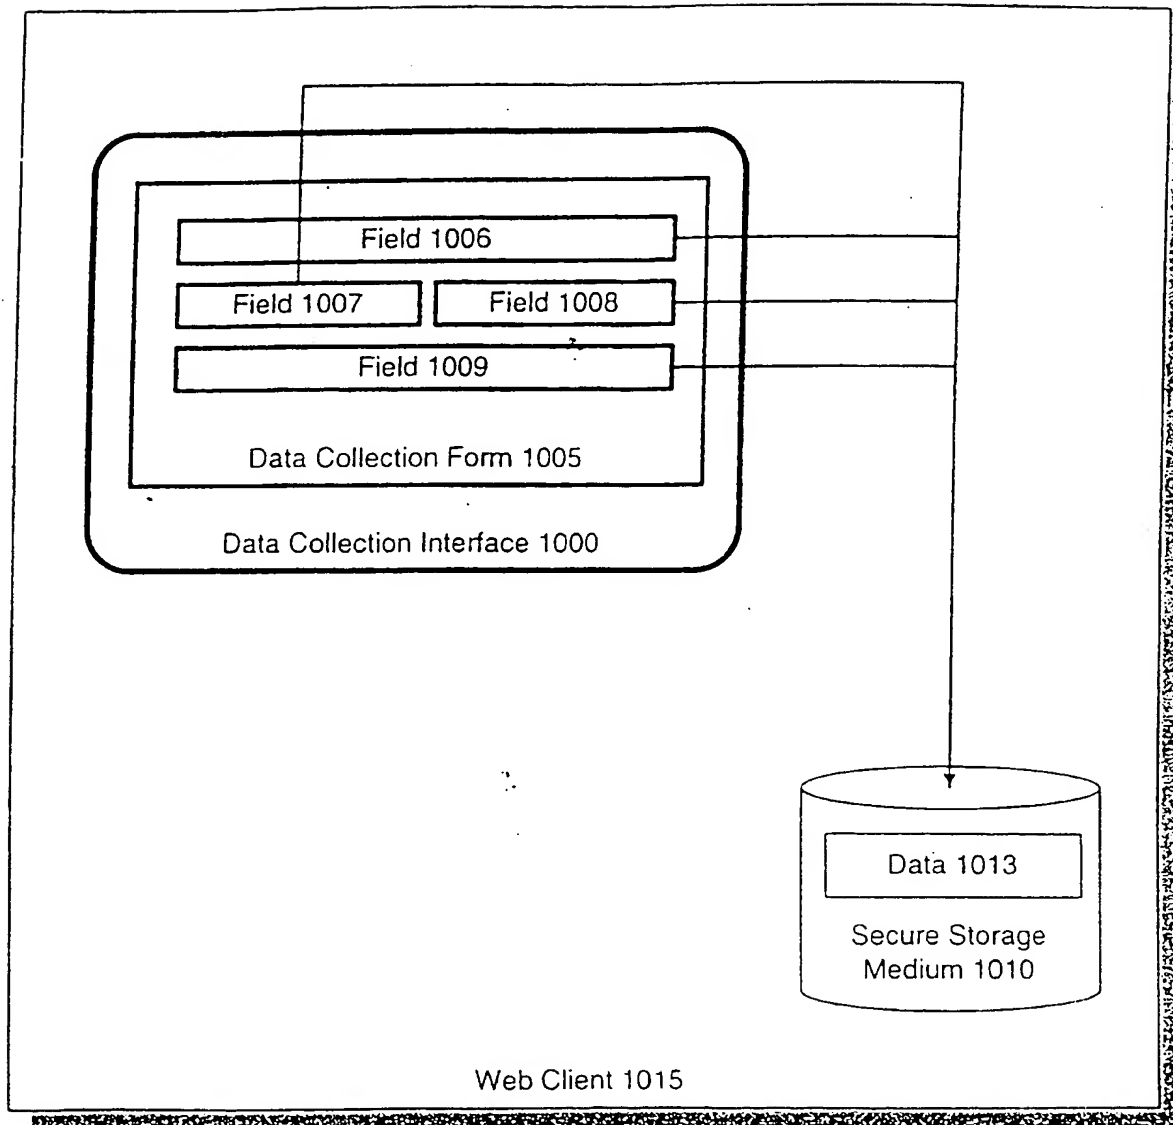 Field 1006
Field 1007
Field 1008
Field 1009
Data Collection Form 1005
Data Collection Interface 1000
Data 1013
Secure Storage
Medium 1010
Web Client 1015